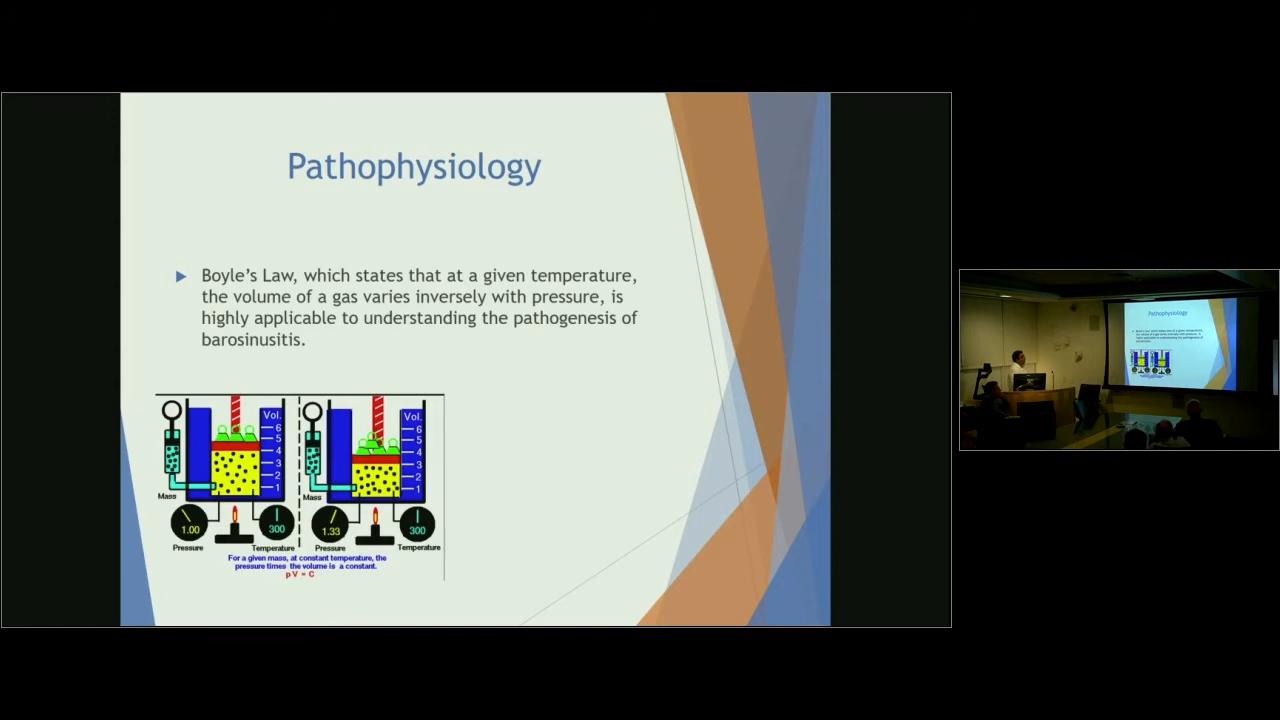 Pathophysiology
Boyle's Law, which states that at a given temperature,
the volume of a gas varies inversely with pressure, is
highly applicable to understanding the pathogenesis of
barosinusitis.
Vol.
6
5
4
3
2
1
Mass
1.00
300
Pressure
Temperature
Vol.
6
5
4
3
2
1
Mass
1.33
300
Pressure
Temperature
For a given mass, at constant temperature, the
pressure times the volume is a constant.
p V = C
Pathophysiology